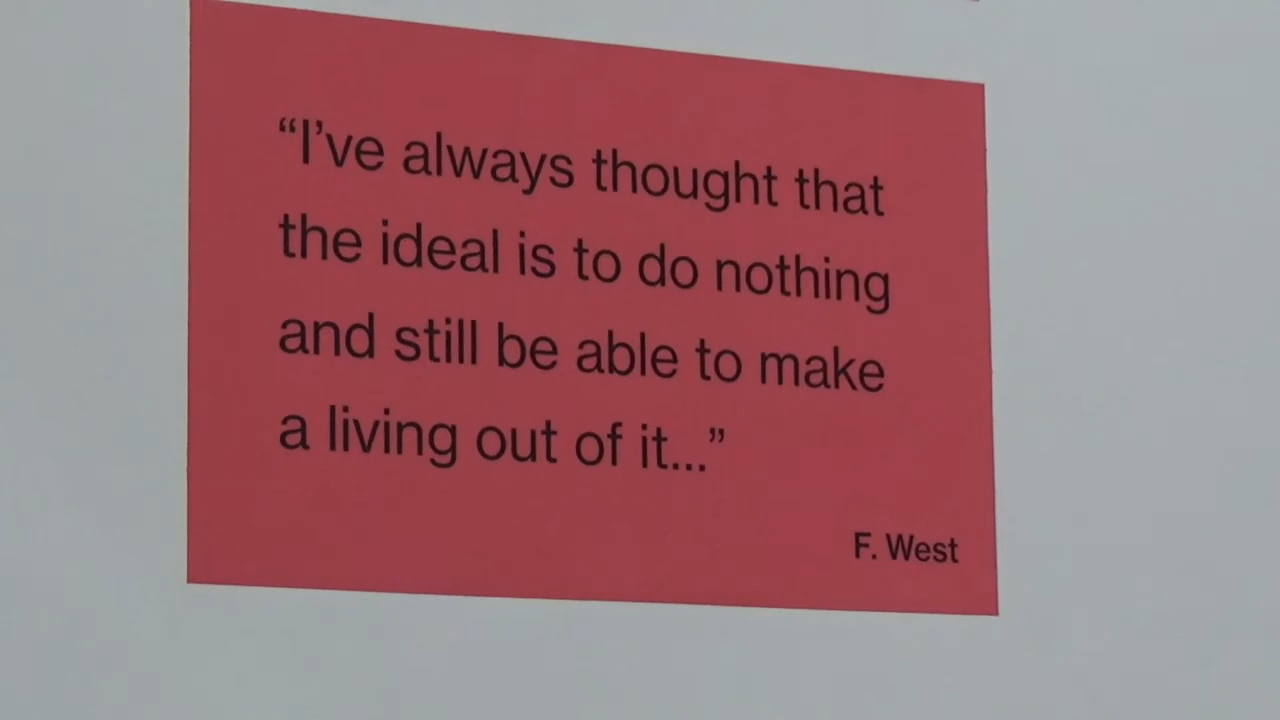 “I’ve always thought that
the ideal is to do nothing
and still be able to make
a living out of it...”
F. West